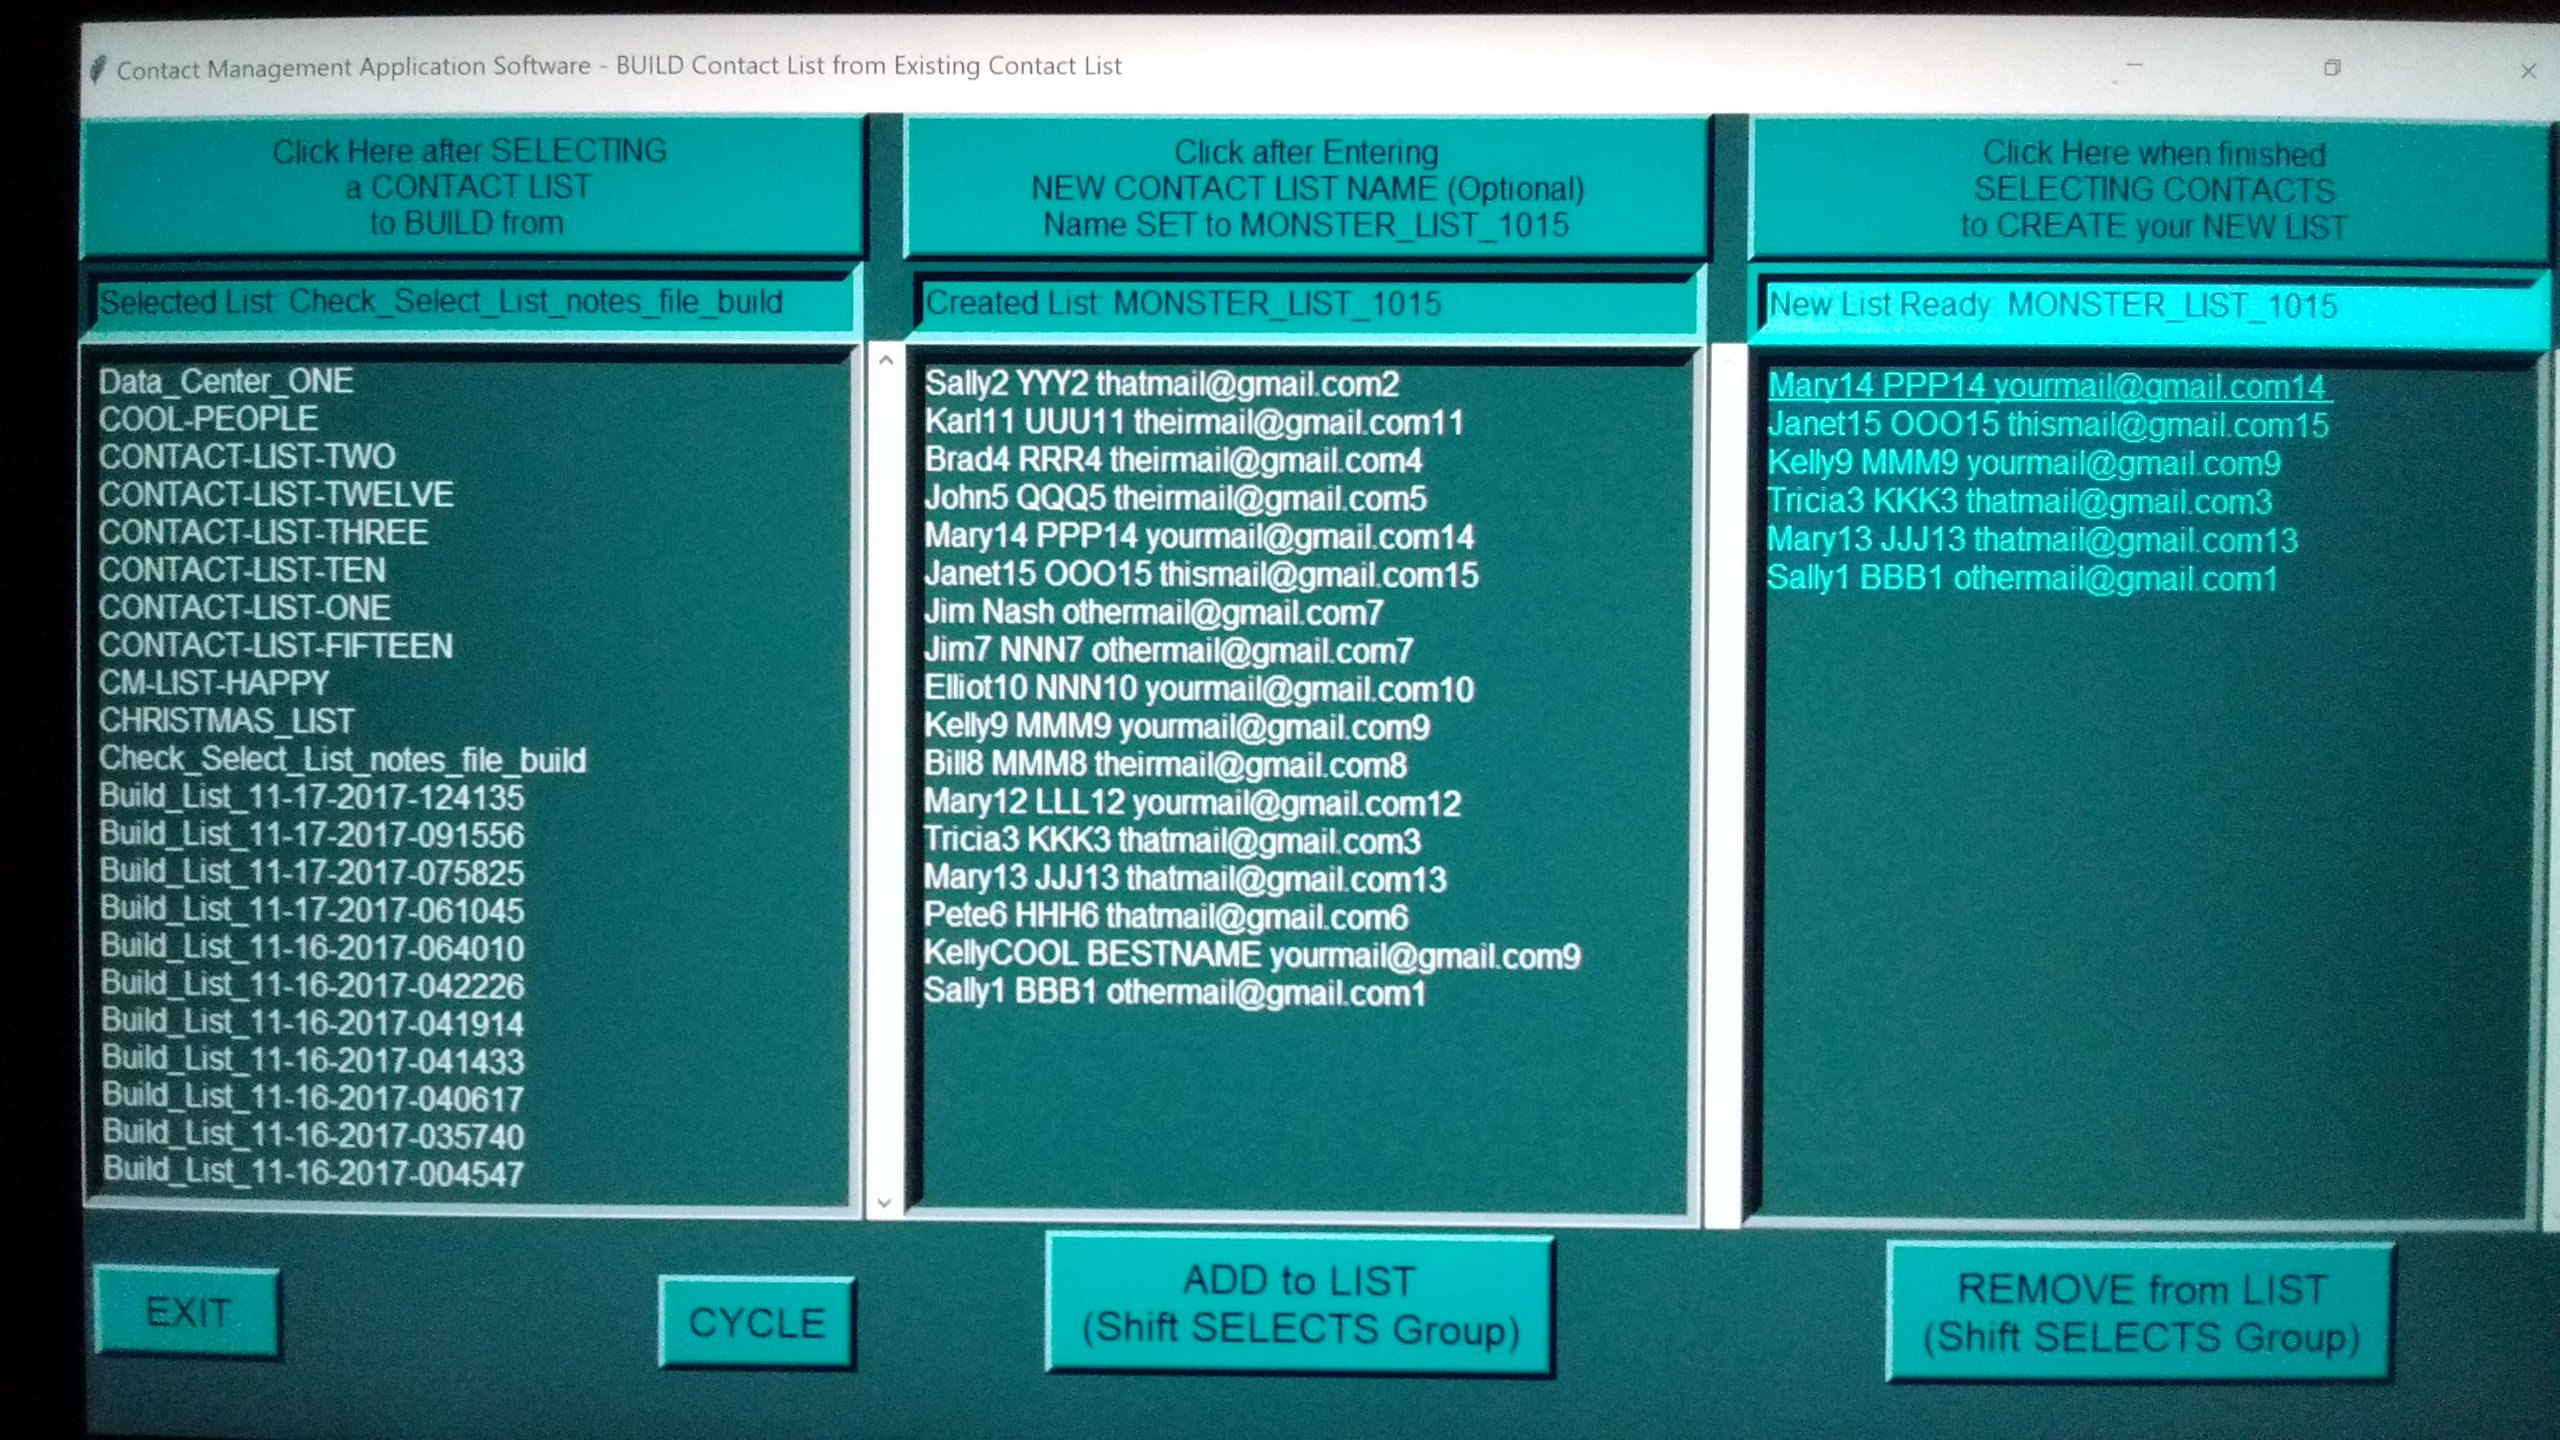 Contact Management Application Software - BUILD Contact List from Existing Contact List
Click Here after SELECTING
a CONTACT LIST
to BUILD from
Click after Entering
NEW CONTACT LIST NAME (Optional)
Name SET to MONSTER_LIST_1015
Click Here when finished
SELECTING CONTACTS
to CREATE your NEW LIST
Selected List: Check_Select_List_notes_file_build
Created List: MONSTER_LIST_1015
New List Ready: MONSTER_LIST_1015
Data_Center_ONE
COOL-PEOPLE
CONTACT-LIST-TWO
CONTACT-LIST-TWELVE
CONTACT-LIST-THREE
CONTACT-LIST-TEN
CONTACT-LIST-ONE
CONTACT-LIST-FIFTEEN
CM-LIST-HAPPY
CHRISTMAS_LIST
Check_Select_List_notes_file_build
Build_List_11-17-2017-124135
Build_List_11-17-2017-091556
Build_List_11-17-2017-075825
Build_List_11-17-2017-061045
Build_List_11-16-2017-064010
Build_List_11-16-2017-042226
Build_List_11-16-2017-041914
Build_List_11-16-2017-041433
Build_List_11-16-2017-040617
Build_List_11-16-2017-035740
Build_List_11-16-2017-004547
Sally2 YYY2 thatmail@gmail.com2
Karl11 UUU11 theirmail@gmail.com11
Brad4 RRR4 theirmail@gmail.com4
John5 QQQ5 theirmail@gmail.com5
Mary14 PPP14 yourmail@gmail.com14
Janet15 OOO15 thismail@gmail.com15
Jim Nash othermail@gmail.com7
Jim7 NNN7 othermail@gmail.com7
Elliot10 NNN10 yourmail@gmail.com10
Kelly9 MMM9 yourmail@gmail.com9
Bill8 MMM8 theirmail@gmail.com8
Mary12 LLL12 yourmail@gmail.com12
Tricia3 KKK3 thatmail@gmail.com3
Mary13 JJJ13 thatmail@gmail.com13
Pete6 HHH6 thatmail@gmail.com6
KellyCOOL BESTNAME yourmail@gmail.com9
Sally1 BBB1 othermail@gmail.com1
Mary14 PPP14 yourmail@gmail.com14
Janet15 OOO15 thismail@gmail.com15
Kelly9 MMM9 yourmail@gmail.com9
Tricia3 KKK3 thatmail@gmail.com3
Mary13 JJJ13 thatmail@gmail.com13
Sally1 BBB1 othermail@gmail.com1
EXIT
CYCLE
ADD to LIST
(Shift SELECTS Group)
REMOVE from LIST
(Shift SELECTS Group)